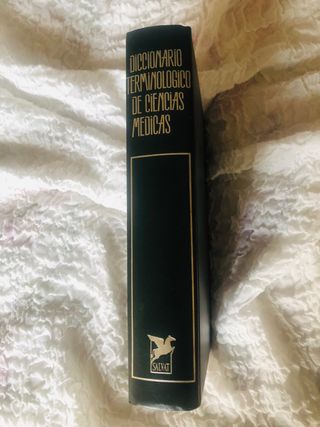 DICCIONARIO
TERMINOLOGICO
DE CIENCIAS
MEDICAS
SALVAT